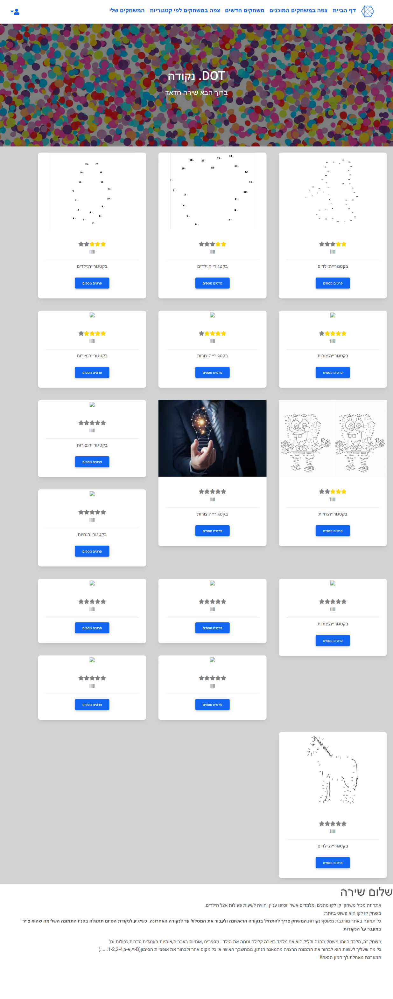 דף הבית צפה במשחקים המוכנים משחקים חדשים צפה במשחקים לפי קטגוריות המשחקים שלי
DOT. נקודה
ברוך הבא שירה חדאד
בקטגורייה:ילדים
פרטים נוספים
בקטגורייה:ילדים
פרטים נוספים
בקטגורייה:ילדים
פרטים נוספים
בקטגורייה:צורות
פרטים נוספים
בקטגורייה:צורות
פרטים נוספים
בקטגורייה:צורות
פרטים נוספים
בקטגורייה:חיות
פרטים נוספים
בקטגורייה:צורות
פרטים נוספים
בקטגורייה:צורות
פרטים נוספים
בקטגורייה:חיות
פרטים נוספים
בקטגורייה:צורות
פרטים נוספים
פרטים נוספים
פרטים נוספים
פרטים נוספים
פרטים נוספים
בקטגורייה:ילדים
פרטים נוספים
שלום שירה
אתר זה מכיל משחקי קו לקו מהנים ומלמדים אשר יוסיפו עניין וחוויה לשעות פעילות אצל הילדים.
משחק קו לקו הוא פשוט ביותר:
כל תמונה באתר מורכבת מאוסף נקודות,המשחק צריך להתחיל בנקודה הראשונה ולעבור את המסלול עד לנקודה האחרונה. כשיגיע לנקודת הסיום תתגלה בפניו התמונה השלימה שהוא צייר
במעבר על הנקודות
משחק זה, מלבד היותו משחק מהנה וקליל הוא אף מלמד בצורה קלילה ונוחה את הילד : מספרים ,אותיות בעברית,אותיות באנגלית,סדרות,כפולות וכו'
כל מה שעליך לעשות הוא לבחור את התמונה הרצויה מהמאגר הנתון, ממחשבך האישי או כל מקום אחר ולבחור את אופציית הסימון(A-B,א-ב,1-2,2-4......)
המערכת מאחלת לך המון הנאה!!